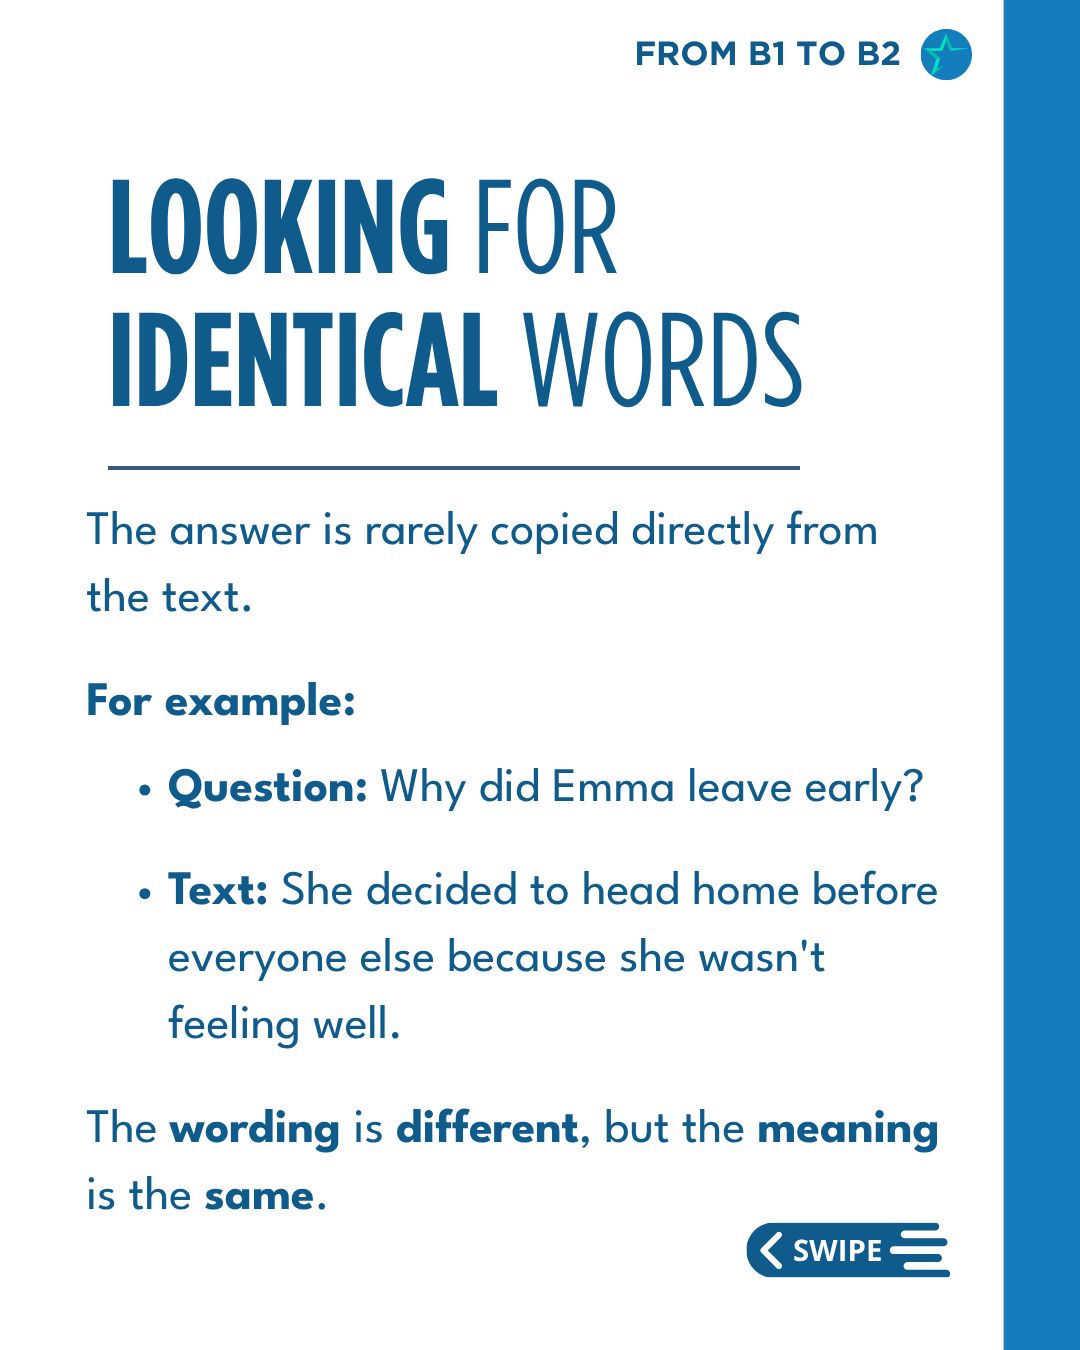 FROM B1 TO B2
LOOKING FOR
IDENTICAL WORDS
The answer is rarely copied directly from
the text.
For example:
• Question: Why did Emma leave early?
• Text: She decided to head home before
everyone else because she wasn't
feeling well.
The wording is different, but the meaning
is the same.
SWIPE